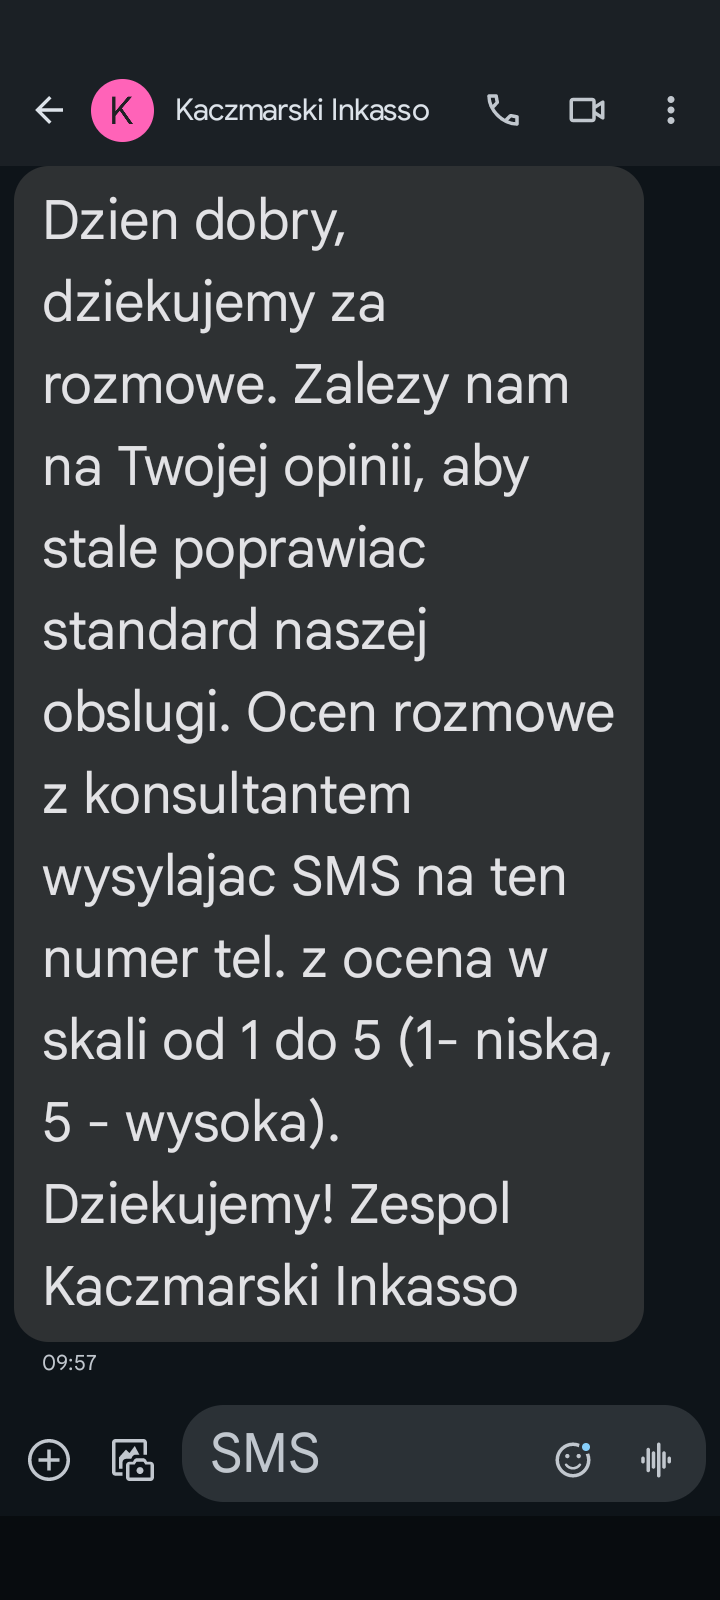 K Kaczmarski Inkasso
Dzien dobry,
dziekujemy za
rozmowe. Zalezy nam
na Twojej opinii, aby
stale poprawiac
standard naszej
obslugi. Ocen rozmowe
z konsultantem
wysylajac SMS na ten
numer tel. z ocena w
skali od 1 do 5 (1- niska,
5 - wysoka).
Dziekujemy! Zespol
Kaczmarski Inkasso
09:57
SMS